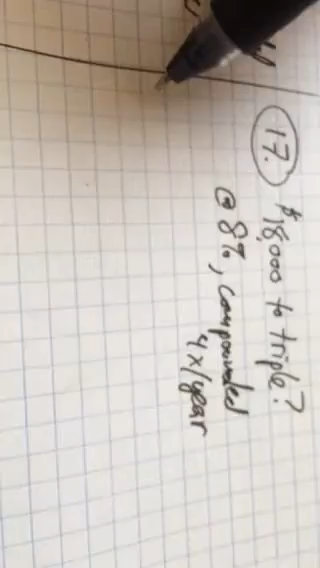 17. $18,000 to triple?
@ 8%, compounded
4x/year